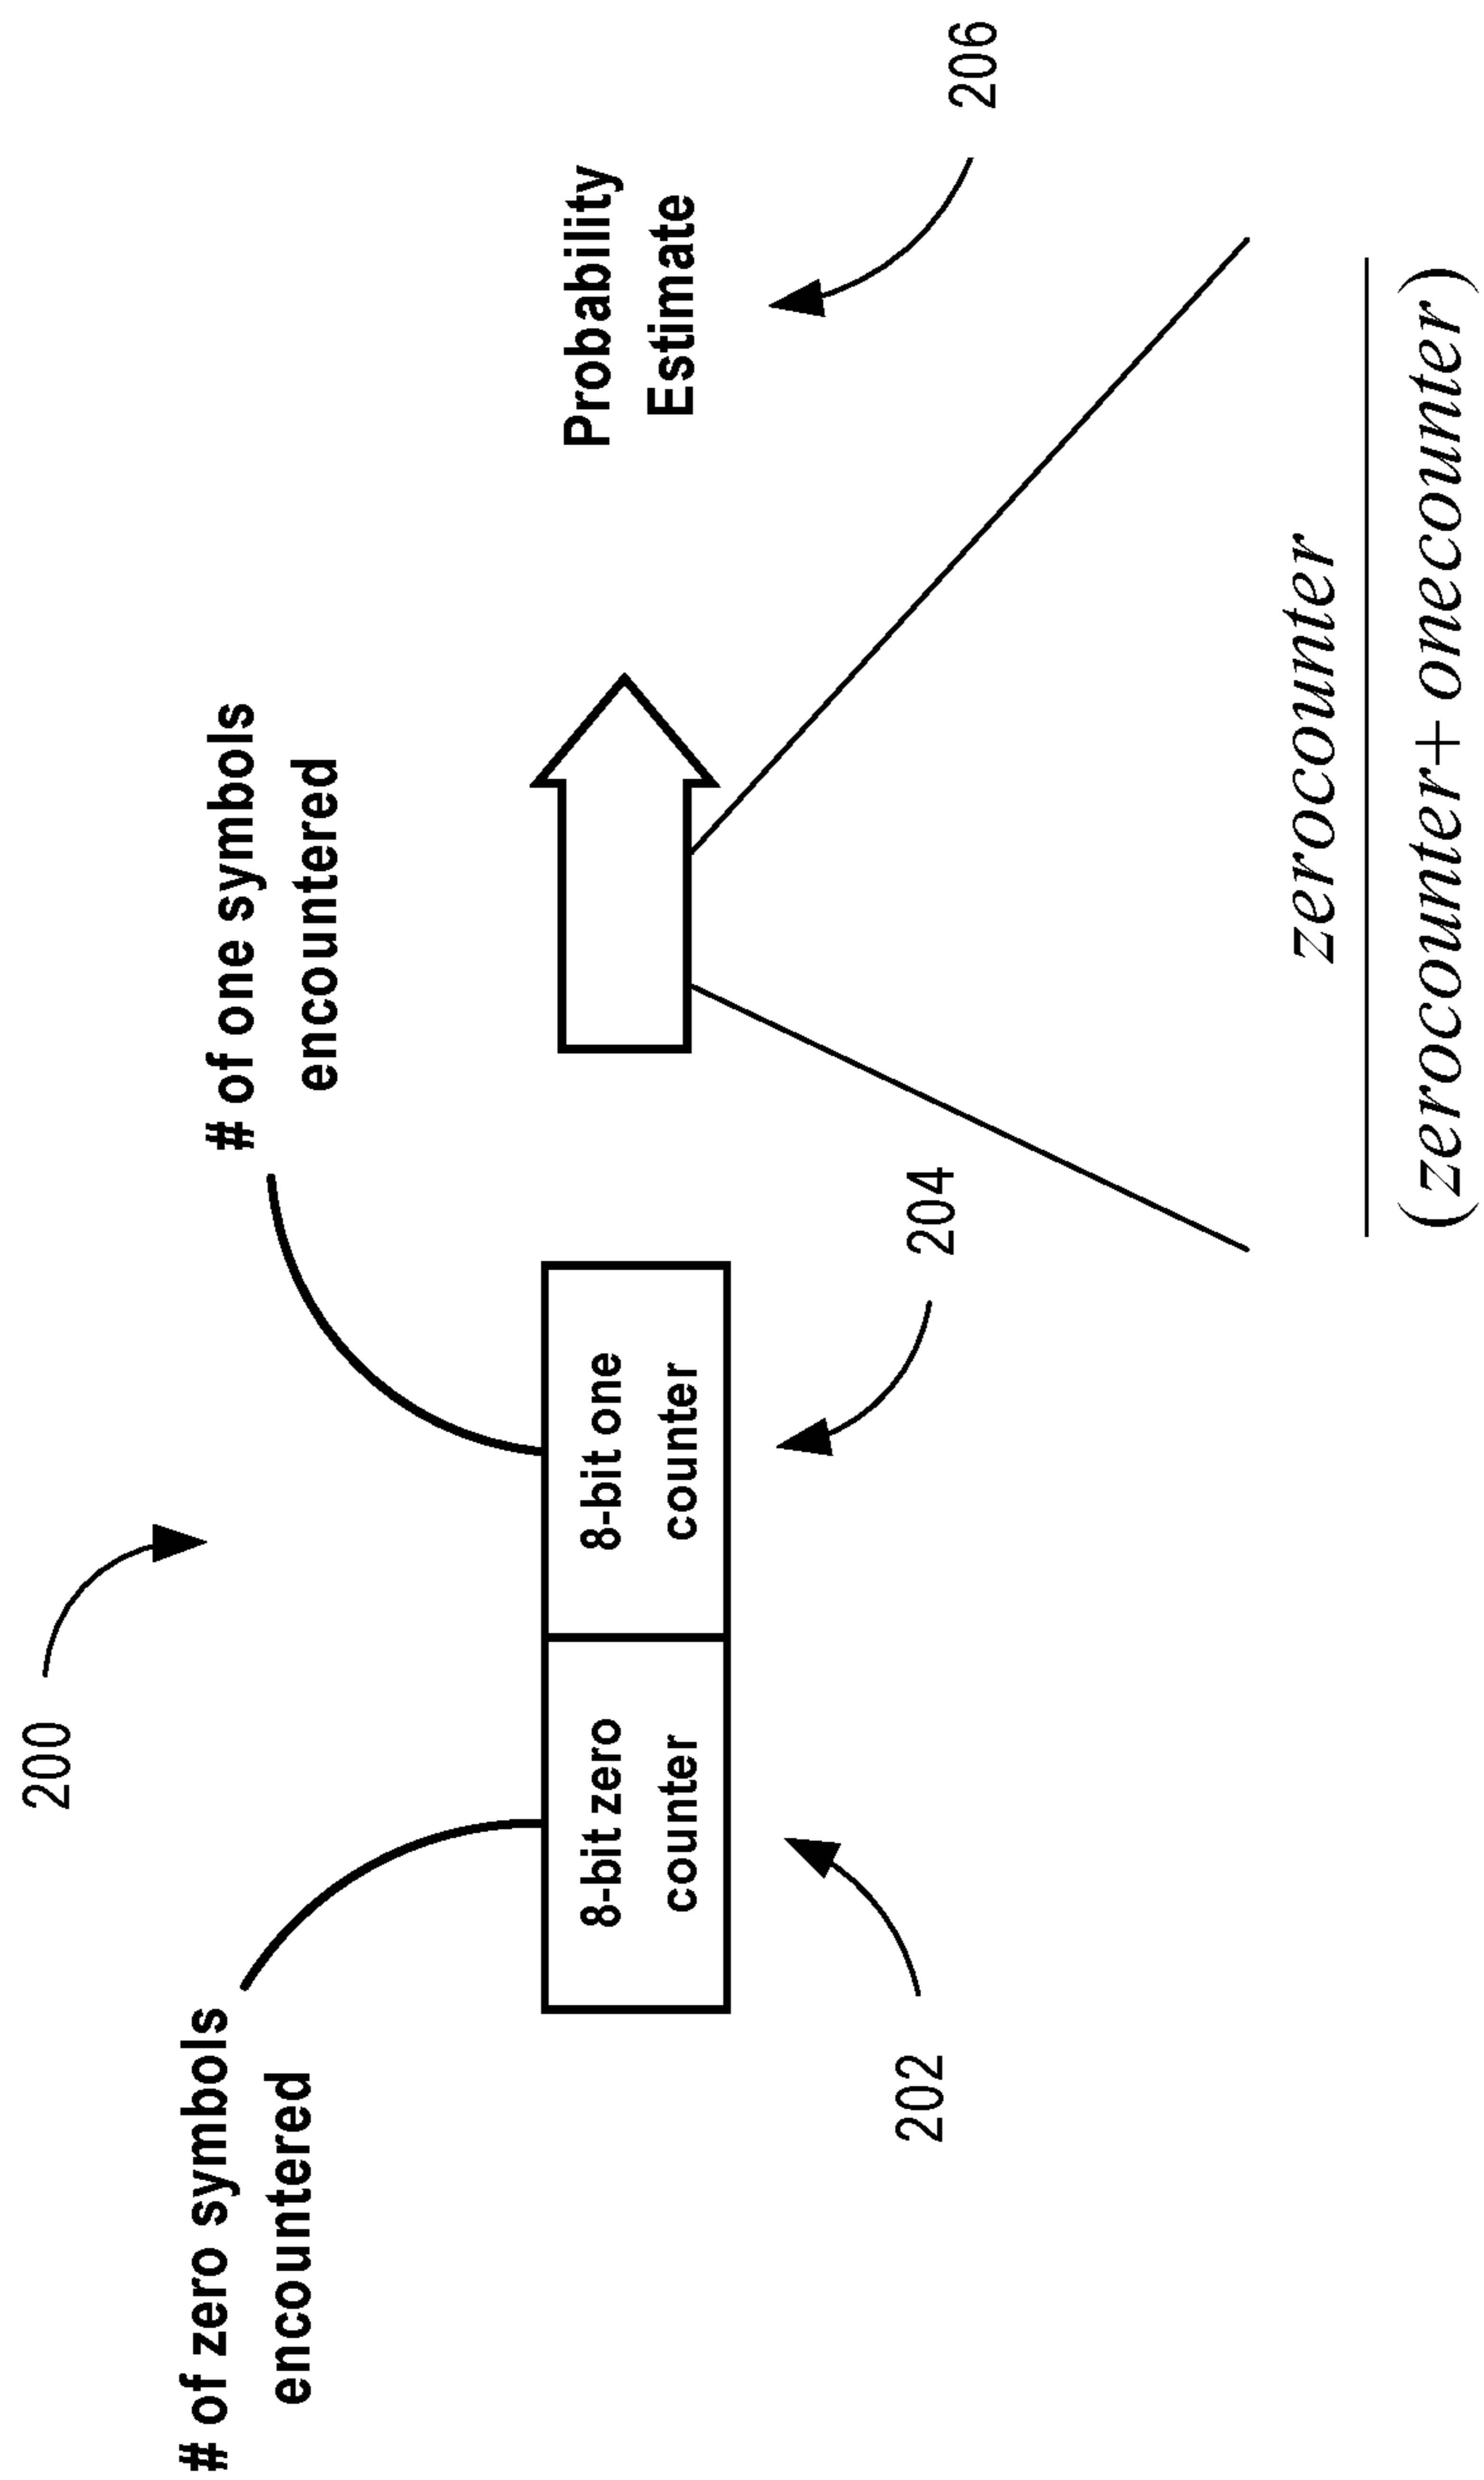 200
# of zero symbols
encountered
# of one symbols
encountered
8-bit zero
counter
8-bit one
counter
Probability
Estimate
202
204
206
zerocounter
(zerocounter+onecounter)